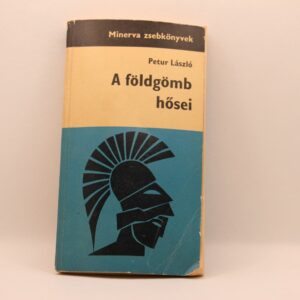 Minerva zsebkönyvek
Petur László
A földgömb
hősei